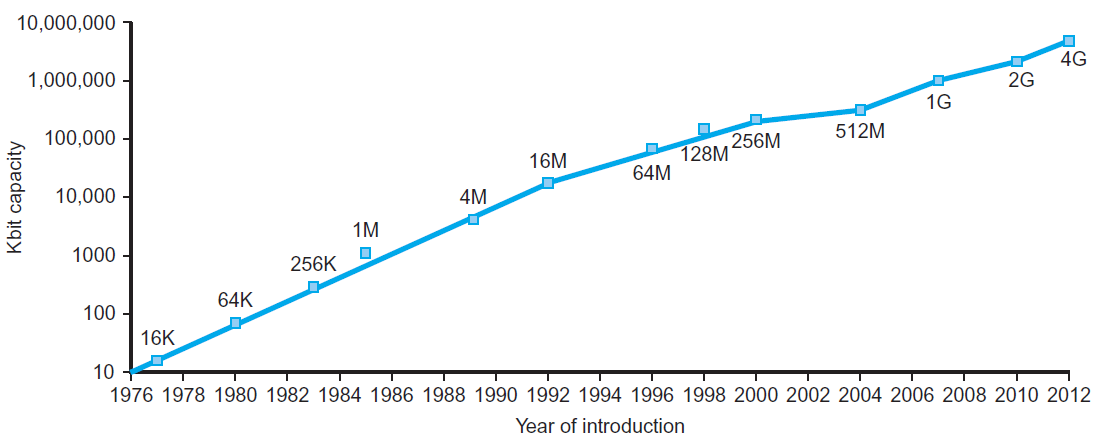 10,000,000
1,000,000
100,000
10,000
1000
100
10
Kbit capacity
16K
64K
256K
1M
4M
16M
64M
128M
256M
512M
1G
2G
4G
1976 1978 1980 1982 1984 1986 1988 1990 1992 1994 1996 1998 2000 2002 2004 2006 2008 2010 2012
Year of introduction